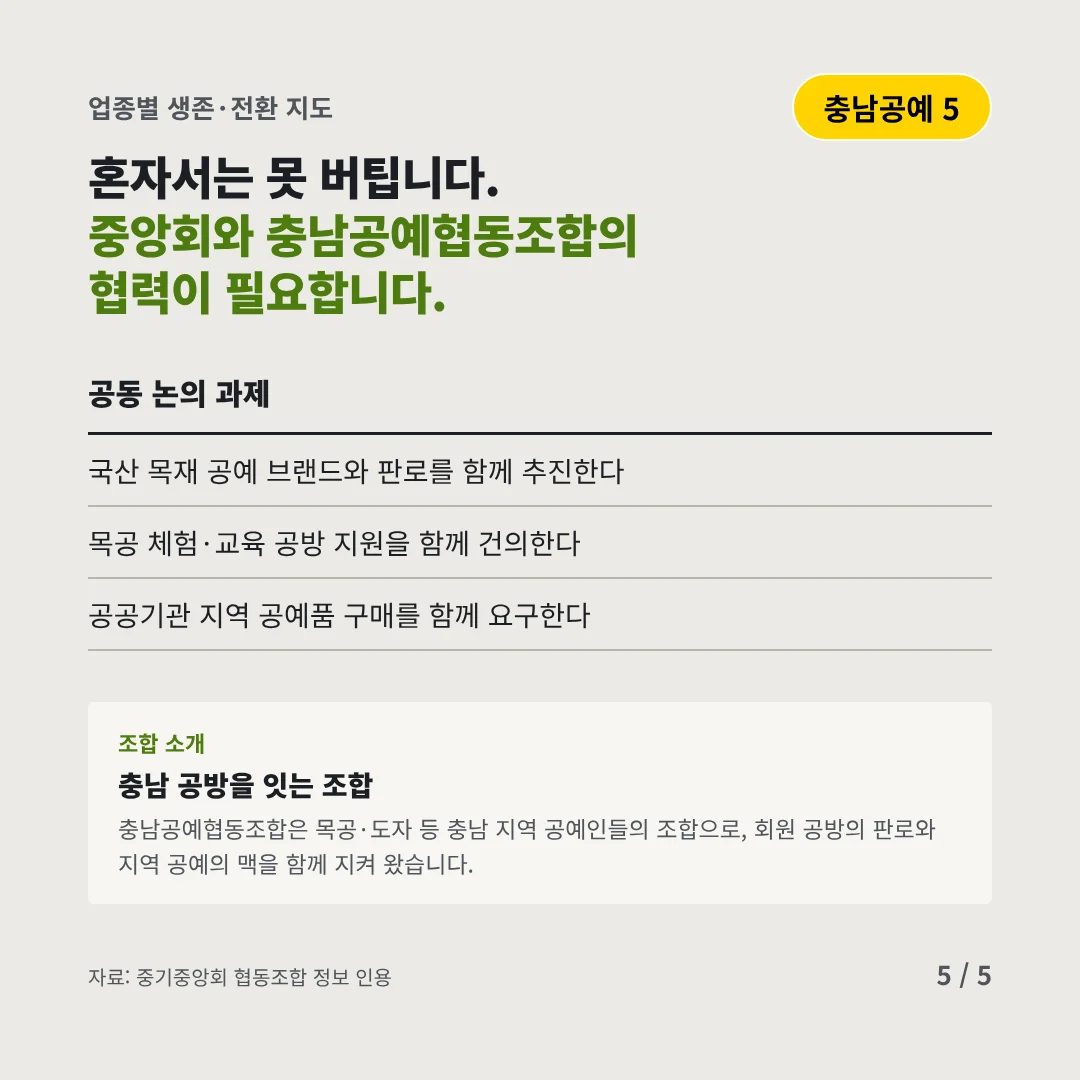 업종별 생존·전환 지도
충남공예 5
혼자서는 못 버팁니다.
중앙회와 충남공예협동조합의
협력이 필요합니다.
공동 논의 과제
국산 목재 공예 브랜드와 판로를 함께 추진한다
목공 체험·교육 공방 지원을 함께 건의한다
공공기관 지역 공예품 구매를 함께 요구한다
조합 소개
충남 공방을 잇는 조합
충남공예협동조합은 목공·도자 등 충남 지역 공예인들의 조합으로, 회원 공방의 판로와
지역 공예의 맥을 함께 지켜 왔습니다.
자료: 중기중앙회 협동조합 정보 인용
5 / 5